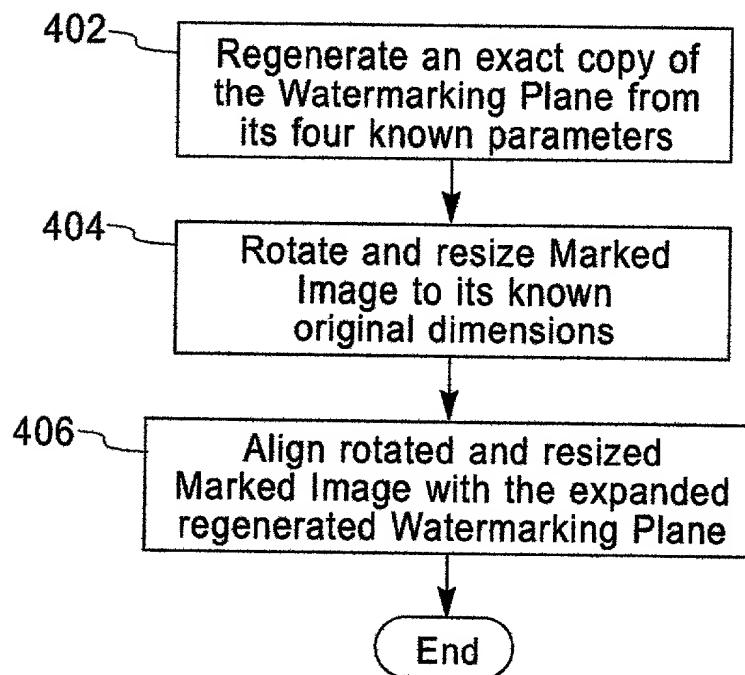 402
Regenerate an exact copy of
the Watermarking Plane from
its four known parameters
404
Rotate and resize Marked
Image to its known
original dimensions
406
Align rotated and resized
Marked Image with the expanded
regenerated Watermarking Plane
End